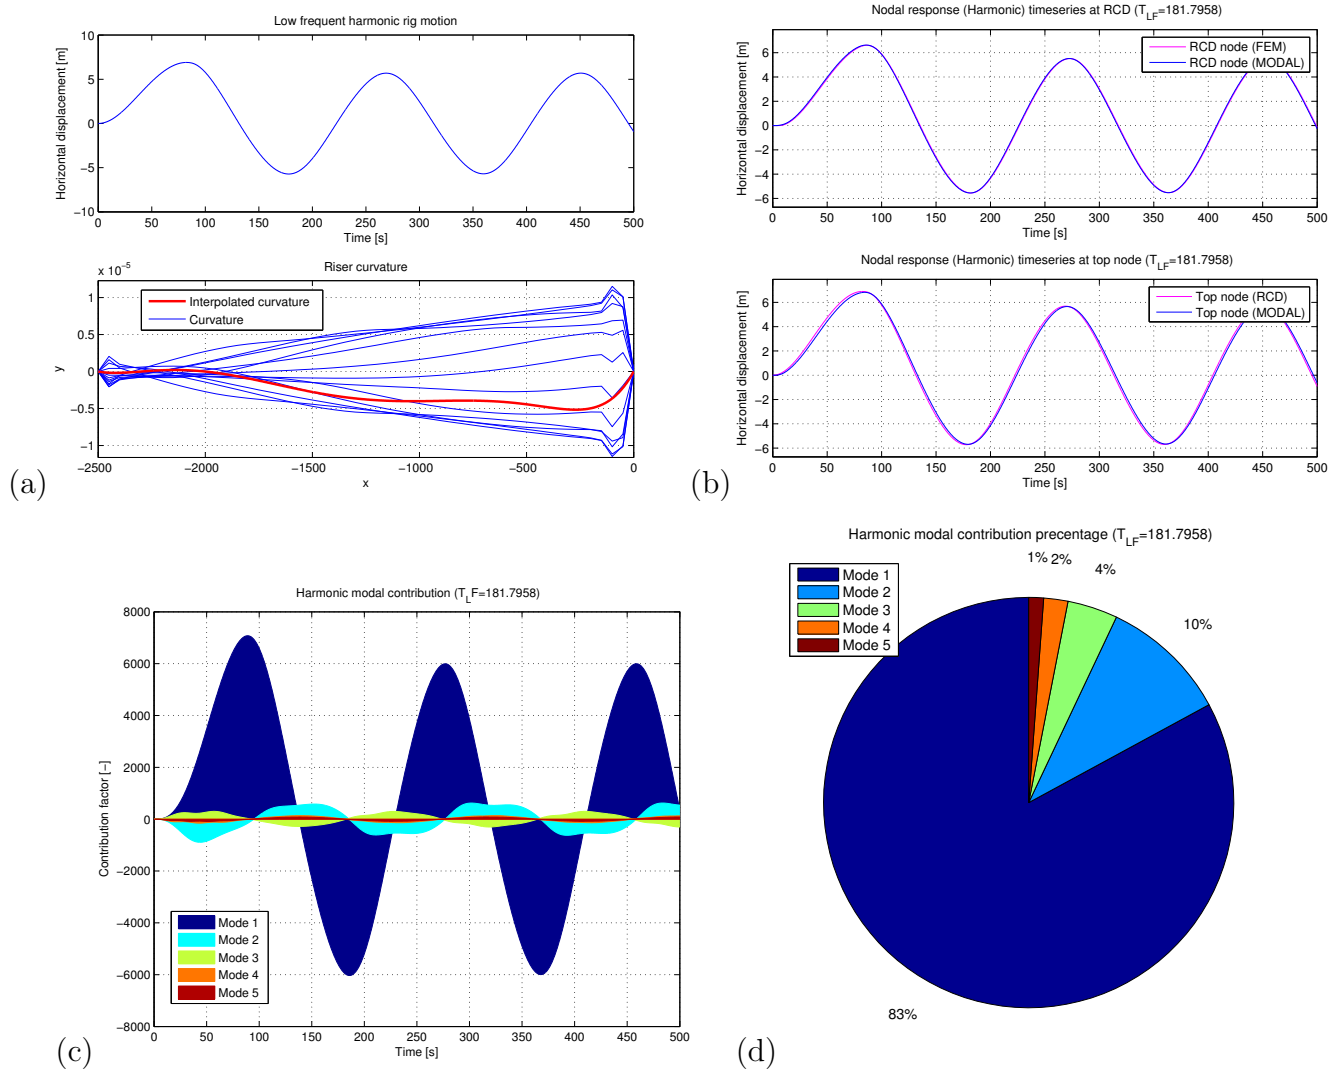 Low frequent harmonic rig motion
Horizontal displacement [m]
10
5
0
−5
−10
0 50 100 150 200 250 300 350 400 450 500
Time [s]
Riser curvature
x 10⁻⁵
y
1
0.5
0
−0.5
−1
Interpolated curvature
Curvature
−2500 −2000 −1500 −1000 −500 0
x
(a)
Nodal response (Harmonic) timeseries at RCD (T_LF=181.7958)
Horizontal displacement [m]
6
4
2
0
−2
−4
−6
RCD node (FEM)
RCD node (MODAL)
0 50 100 150 200 250 300 350 400 450 500
Time [s]
Nodal response (Harmonic) timeseries at top node (T_LF=181.7958)
Horizontal displacement [m]
6
4
2
0
−2
−4
−6
Top node (RCD)
Top node (MODAL)
0 50 100 150 200 250 300 350 400 450 500
Time [s]
(b)
Harmonic modal contribution (T_LF=181.7958)
Contribution factor [−]
8000
6000
4000
2000
0
−2000
−4000
−6000
−8000
Mode 1
Mode 2
Mode 3
Mode 4
Mode 5
0 50 100 150 200 250 300 350 400 450 500
Time [s]
(c)
Harmonic modal contribution precentage (T_LF=181.7958)
Mode 1
Mode 2
Mode 3
Mode 4
Mode 5
1% 2%
4%
10%
83%
(d)